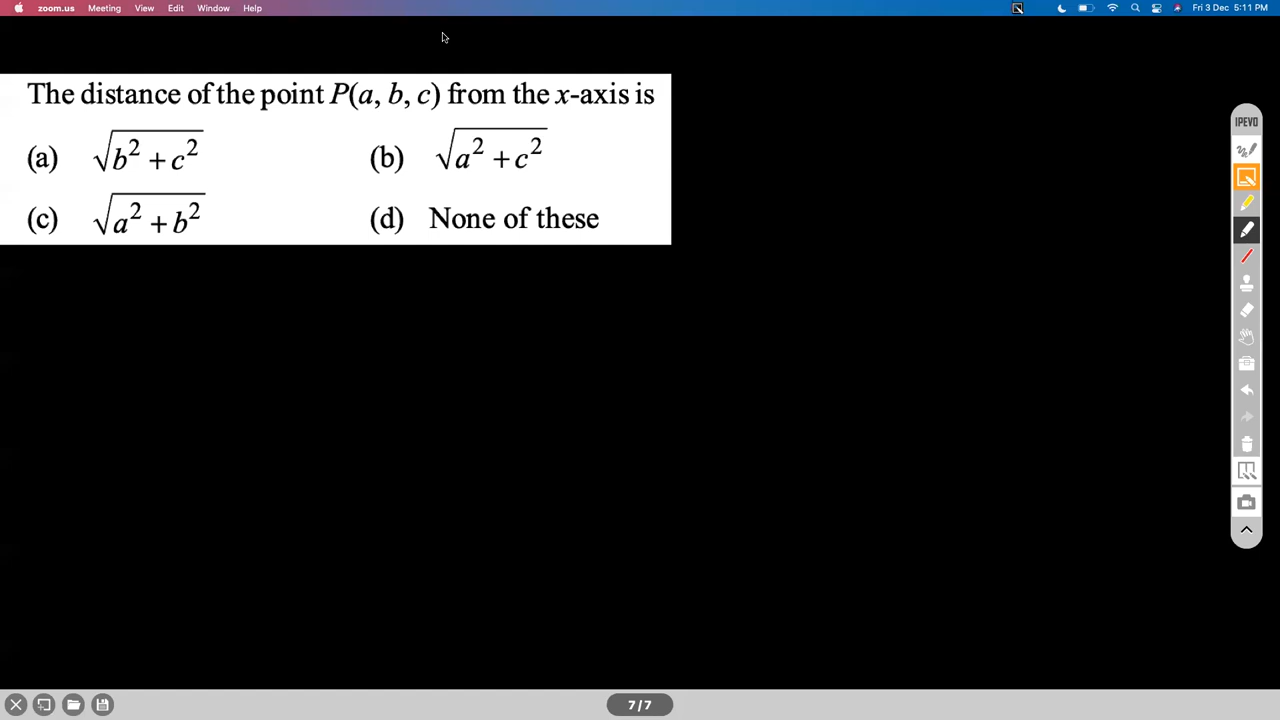 zoom.us Meeting View Edit Window Help Fri 3 Dec 5:11 PM
The distance of the point P(a, b, c) from the x-axis is
(a) √(b² + c²) (b) √(a² + c²)
(c) √(a² + b²) (d) None of these
IPEVO
7/7